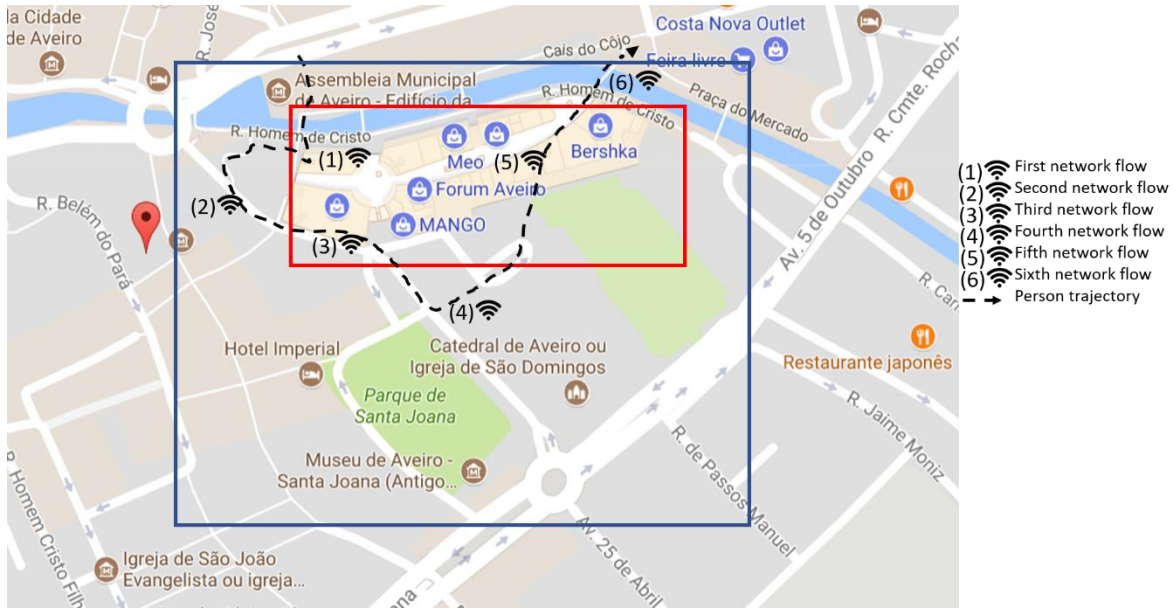 la Cidade
de Aveiro
R. José
Assembleia Municipal
de Aveiro - Edifício da
Cais do Côjo
Costa Nova Outlet
Feira livre
(6)
R. Homem de Cristo
Praça do Mercado
R. Cmte. Rocha
R. Homem de Cristo
(1)
Meo
(5)
Bershka
Forum Aveiro
(2)
MANGO
(3)
R. Belém do Pará
Av. 5 de Outubro
(4)
Hotel Imperial
Catedral de Aveiro ou
Igreja de São Domingos
Restaurante japonês
Parque de
Santa Joana
R. Jaime Moniz
Museu de Aveiro -
Santa Joana (Antigo...
R. de Passos Manuel
Av. 25 de Abril
R. Homem Cristo Filh
Igreja de São João
Evangelista ou igreja...
ana
(1) First network flow
(2) Second network flow
(3) Third network flow
(4) Fourth network flow
(5) Fifth network flow
(6) Sixth network flow
Person trajectory